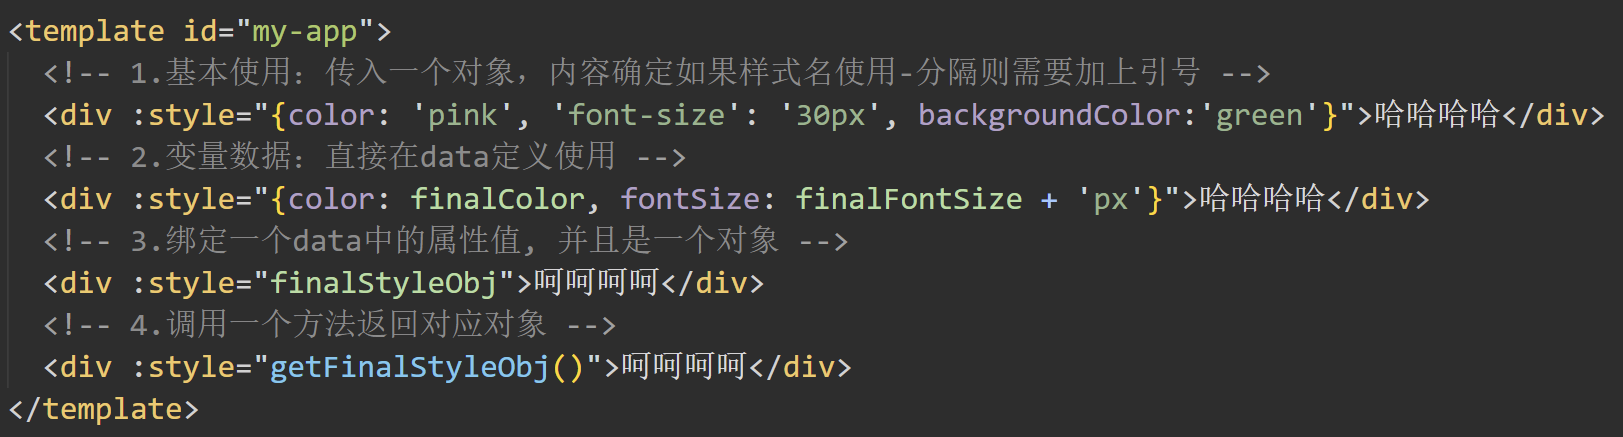 <template id="my-app">
<!-- 1.基本使用：传入一个对象，内容确定如果样式名使用-分隔则需要加上引号 -->
<div :style="{color: 'pink', 'font-size': '30px', backgroundColor:'green'}">哈哈哈哈</div>
<!-- 2.变量数据：直接在data定义使用 -->
<div :style="{color: finalColor, fontSize: finalFontSize + 'px'}">哈哈哈哈</div>
<!-- 3.绑定一个data中的属性值, 并且是一个对象 -->
<div :style="finalStyleObj">呵呵呵呵</div>
<!-- 4.调用一个方法返回对应对象 -->
<div :style="getFinalStyleObj()">呵呵呵呵</div>
</template>